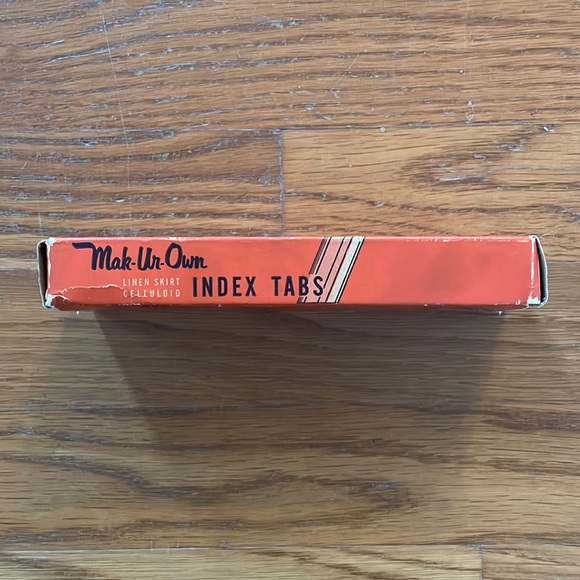 Mak-Ur-Own
LINEN SKIRT
CELLULOID
INDEX TABS